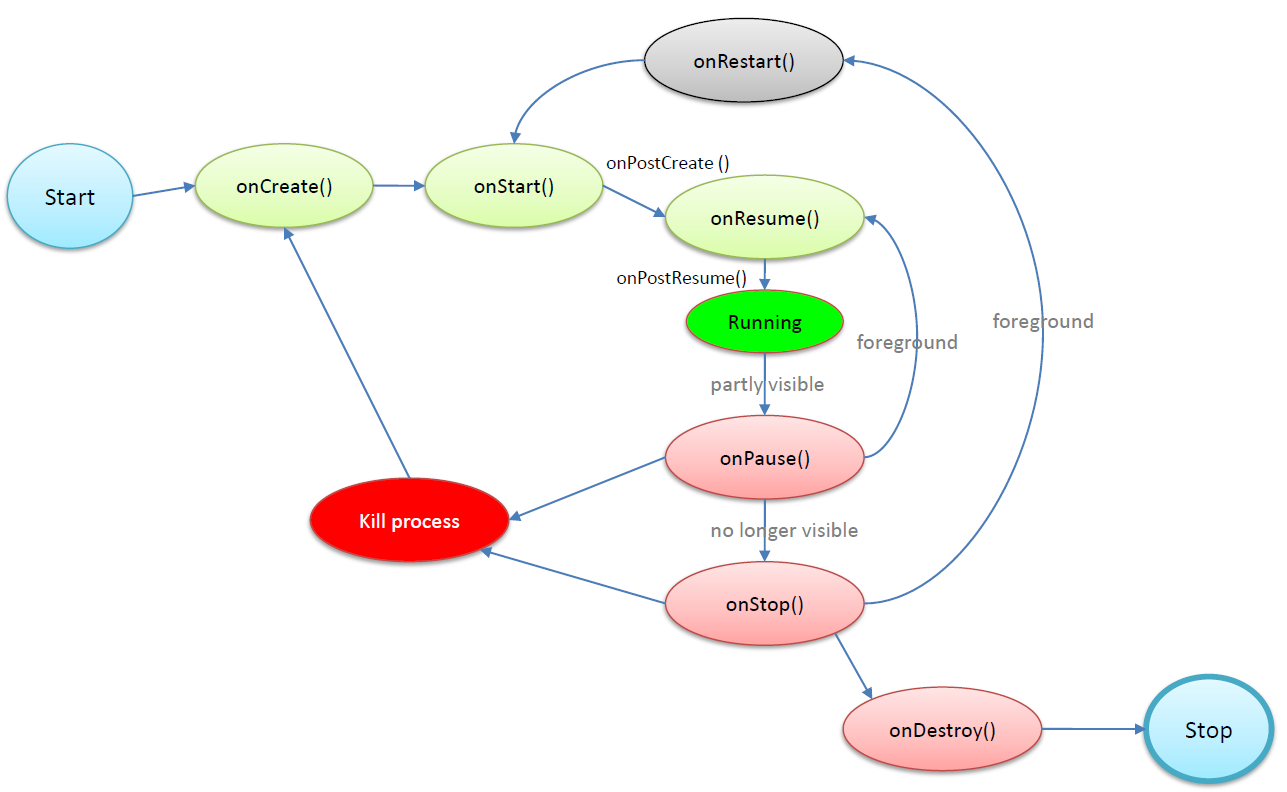 onRestart()
onPostCreate ()
Start
onCreate()
onStart()
onResume()
onPostResume()
Running
foreground
foreground
partly visible
onPause()
Kill process
no longer visible
onStop()
onDestroy()
Stop